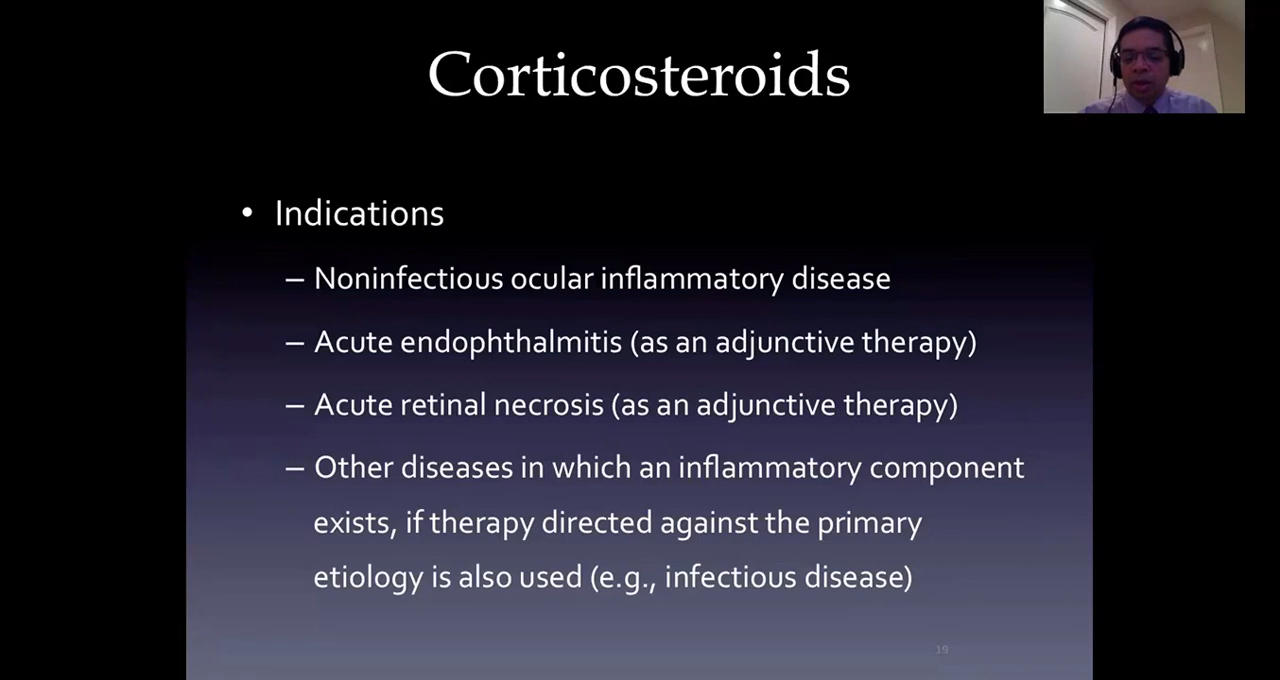 Corticosteroids
• Indications
– Noninfectious ocular inflammatory disease
– Acute endophthalmitis (as an adjunctive therapy)
– Acute retinal necrosis (as an adjunctive therapy)
– Other diseases in which an inflammatory component
exists, if therapy directed against the primary
etiology is also used (e.g., infectious disease)
19